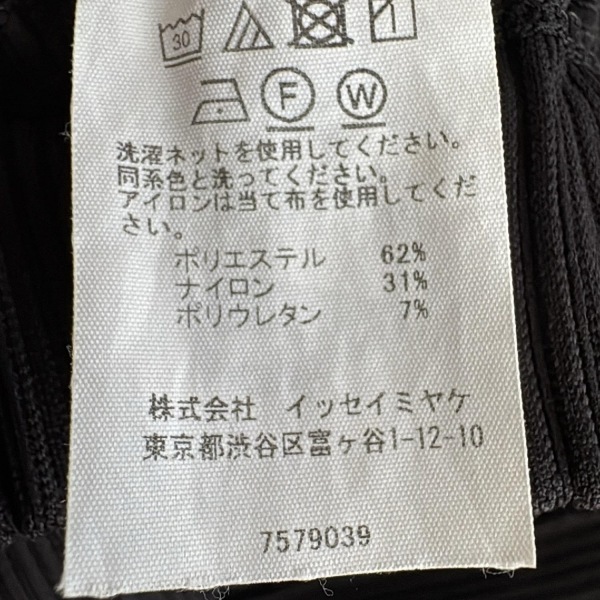 30
F W
洗濯ネットを使用してください。
同系色と洗ってください。
アイロンは当て布を使用してくだ
さい。
ポリエステル 62%
ナイロン 31%
ポリウレタン 7%
株式会社 イッセイミヤケ
東京都渋谷区富ヶ谷1-12-10
7579039